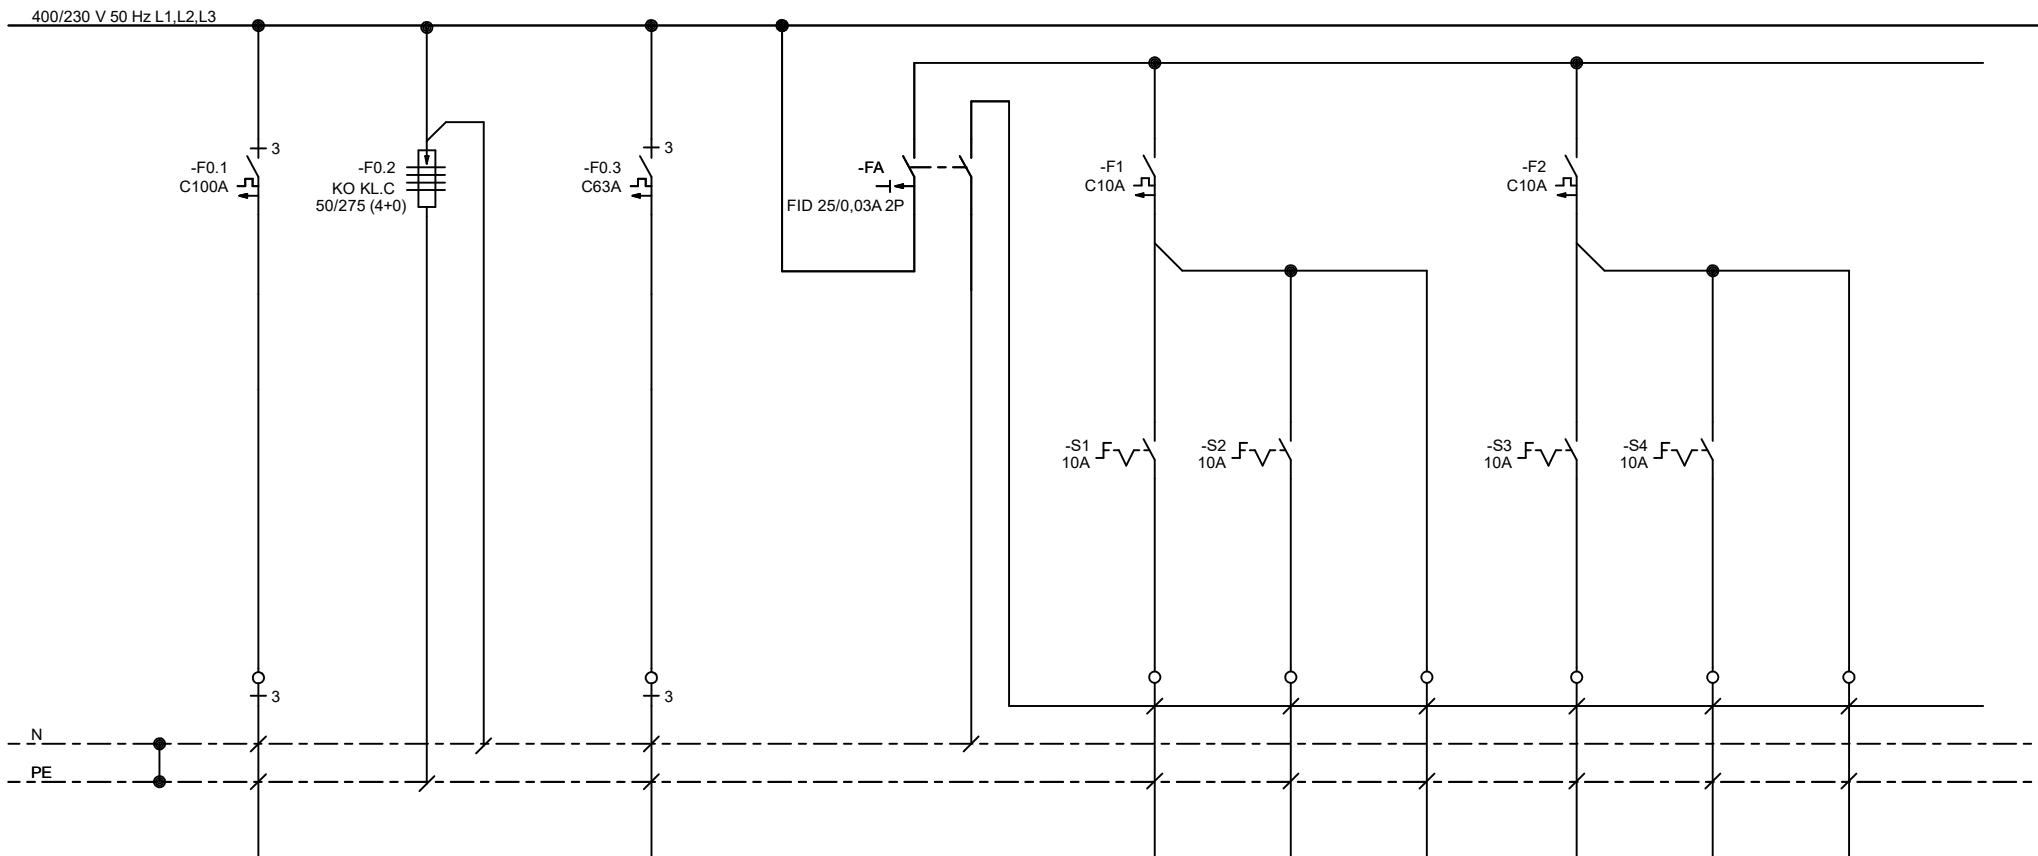 400/230 V 50 Hz L1,L2,L3
3
-F0.1
C100A
-F0.2
KO KL.C
50/275 (4+0)
3
-F0.3
C63A
-FA
FID 25/0,03A 2P
-F1
C10A
-F2
C10A
-S1
10A
-S2
10A
-S3
10A
-S4
10A
3
3
N
PE